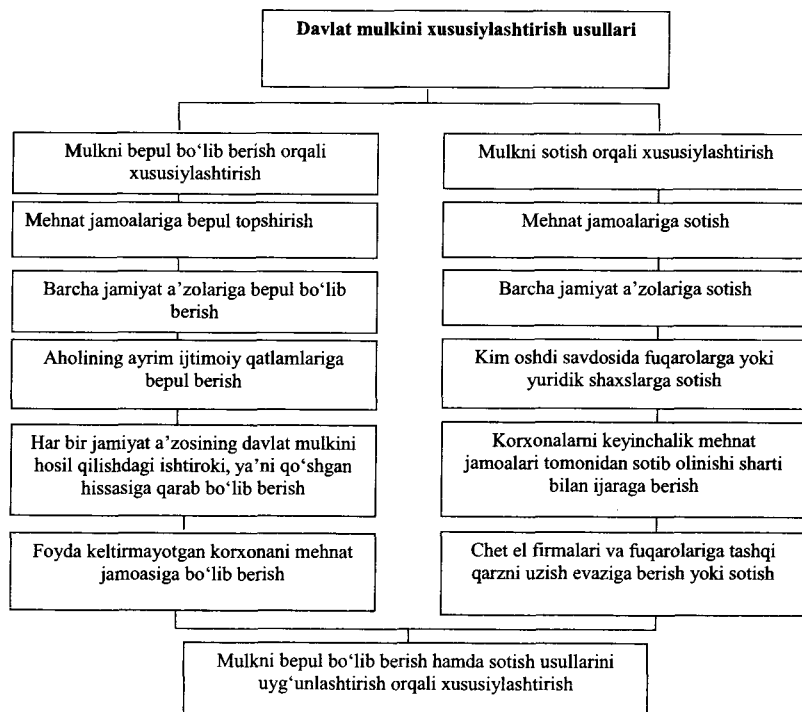 Davlat mulkini xususiylashtirish usullari
Mulkni bepul bo‘lib berish orqali
xususiylashtirish
Mehnat jamoalariga bepul topshirish
Barcha jamiyat a’zolariga bepul bo‘lib
berish
Aholining ayrim ijtimoiy qatlamlariga
bepul berish
Har bir jamiyat a’zosining davlat mulkini
hosil qilishdagi ishtiroki, ya’ni qo‘shgan
hissasiga qarab bo‘lib berish
Foyda keltirmayotgan korxonani mehnat
jamoasiga bo‘lib berish
Mulkni sotish orqali xususiylashtirish
Mehnat jamoalariga sotish
Barcha jamiyat a’zolariga sotish
Kim oshdi savdosida fuqarolarga yoki
yuridik shaxslarga sotish
Korxonalarni keyinchalik mehnat
jamoalari tomonidan sotib olinishi sharti
bilan ijaraga berish
Chet el firmalari va fuqarolariga tashqi
qarzni uzish evaziga berish yoki sotish
Mulkni bepul bo‘lib berish hamda sotish usullarini
uyg‘unlashtirish orqali xususiylashtirish